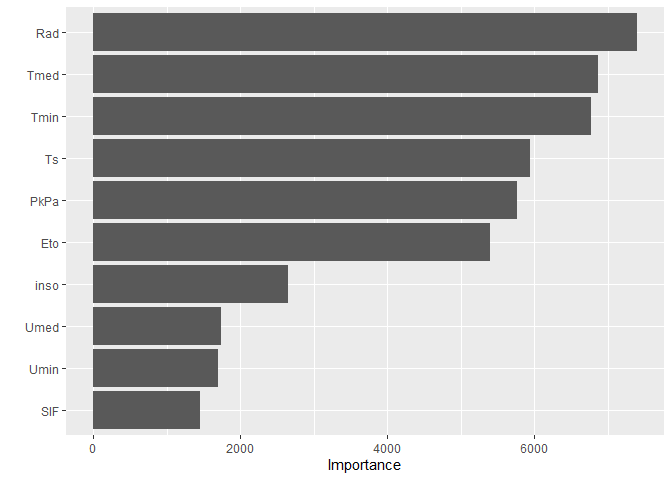 Rad
Tmed
Tmin
Ts
PkPa
Eto
inso
Umed
Umin
SIF
0 2000 4000 6000
Importance